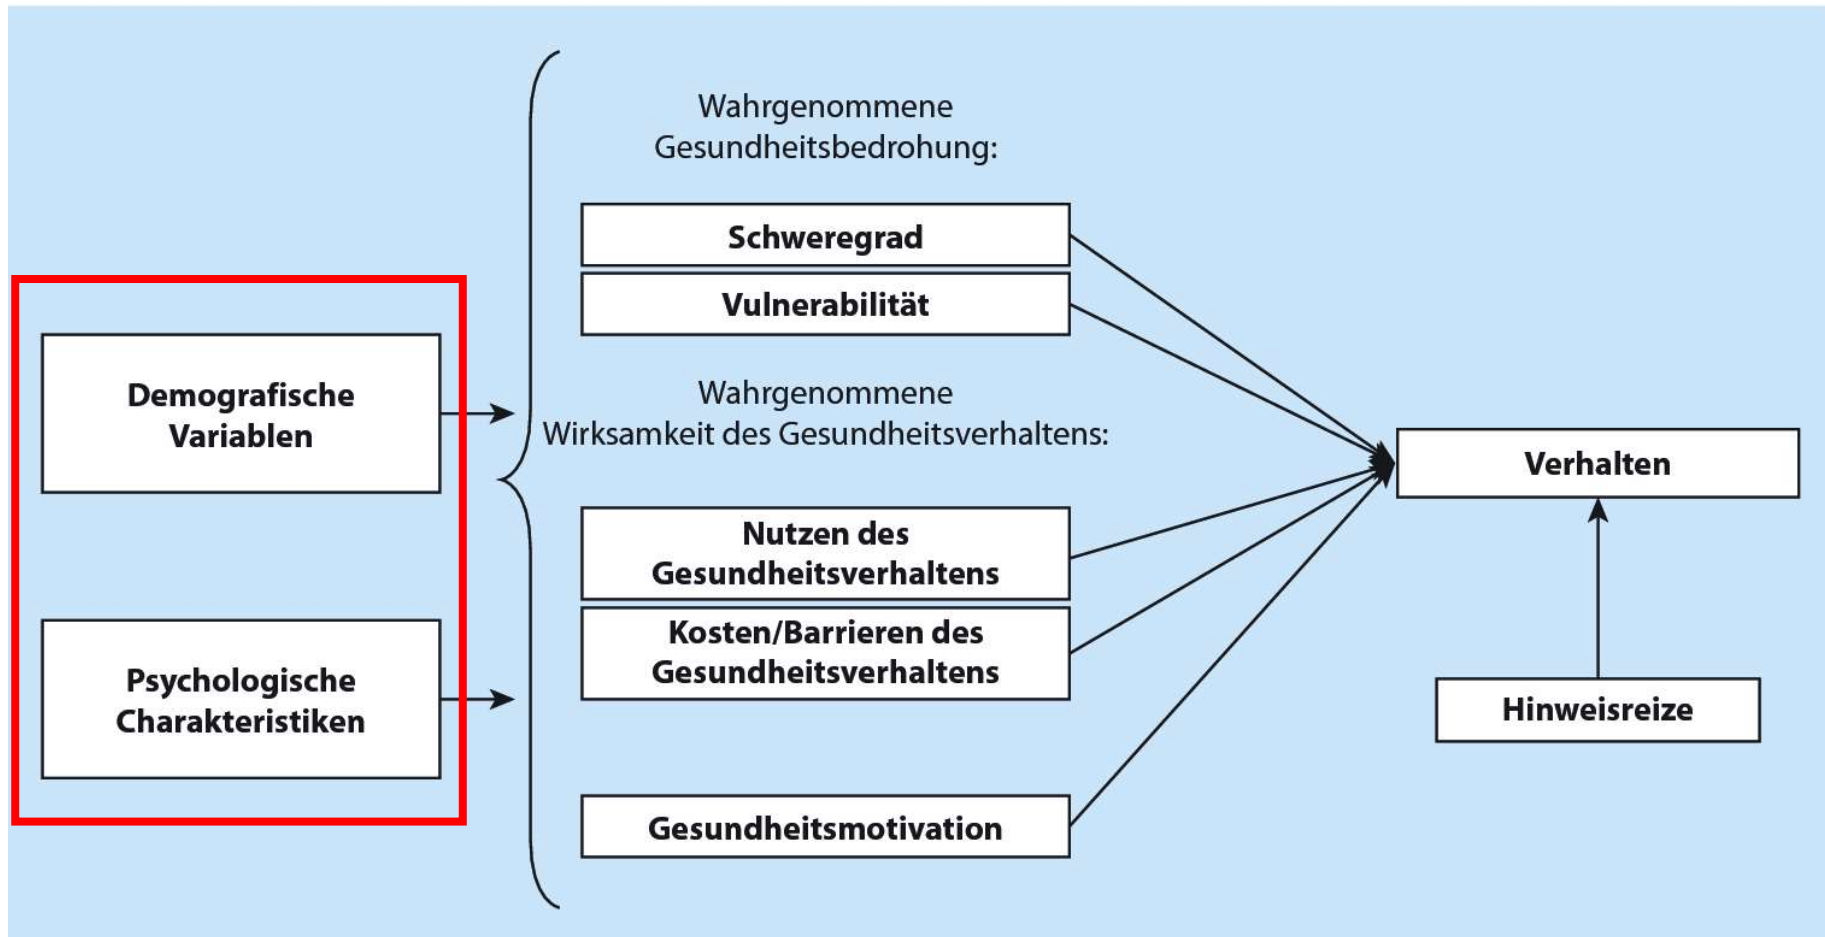 Demografische
Variablen
Psychologische
Charakteristiken
Wahrgenommene
Gesundheitsbedrohung:
Schweregrad
Vulnerabilität
Wahrgenommene
Wirksamkeit des Gesundheitsverhaltens:
Nutzen des
Gesundheitsverhaltens
Kosten/Barrieren des
Gesundheitsverhaltens
Gesundheitsmotivation
Verhalten
Hinweisreize